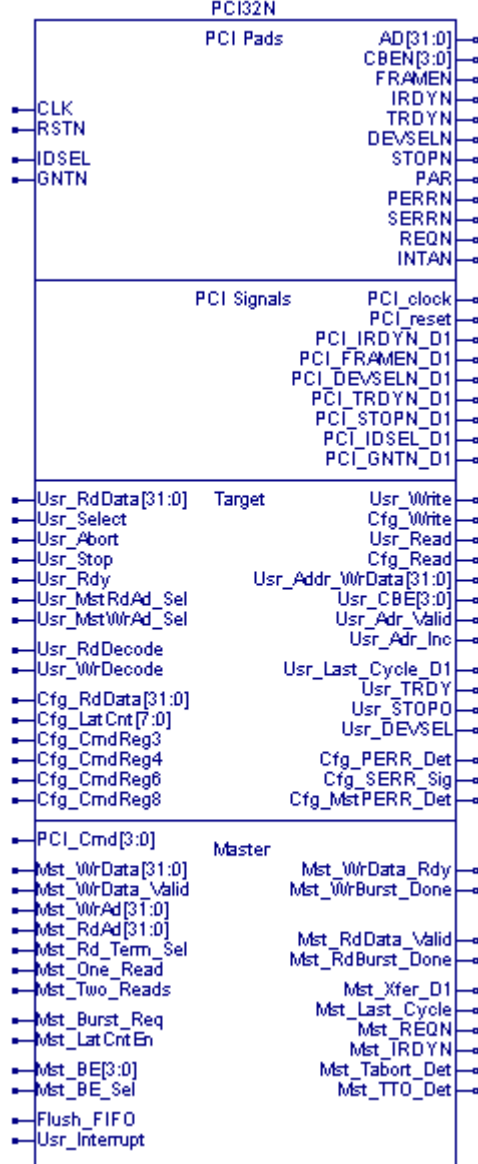 PCI32N
PCI Pads AD[31:0]
CBEN[3:0]
FRAMEN
IRDYN
CLK TRDYN
RSTN DEVSELN
IDSEL STOPN
GNTN PAR
PERRN
SERRN
REQN
INTAN
PCI Signals PCI_clock
PCI_reset
PCI_IRDYN_D1
PCI_FRAMEN_D1
PCI_DEVSELN_D1
PCI_TRDYN_D1
PCI_STOPN_D1
PCI_IDSEL_D1
PCI_GNTN_D1
Usr_RdData[31:0] Target Usr_Write
Usr_Select Cfg_Write
Usr_Abort Usr_Read
Usr_Stop Cfg_Read
Usr_Rdy Usr_Addr_WrData[31:0]
Usr_MstRdAd_Sel Usr_CBE[3:0]
Usr_MstWrAd_Sel Usr_Adr_Valid
Usr_Adr_Inc
Usr_RdDecode
Usr_WrDecode Usr_Last_Cycle_D1
Usr_TRDY
Cfg_RdData[31:0] Usr_STOPO
Cfg_LatCnt[7:0] Usr_DEVSEL
Cfg_CmdReg3
Cfg_CmdReg4 Cfg_PERR_Det
Cfg_CmdReg6 Cfg_SERR_Sig
Cfg_CmdReg8 Cfg_MstPERR_Det
PCI_Cmd[3:0] Master
Mst_WrData[31:0] Mst_WrData_Rdy
Mst_WrData_Valid Mst_WrBurst_Done
Mst_WrAd[31:0]
Mst_RdAd[31:0] Mst_RdData_Valid
Mst_Rd_Term_Sel Mst_RdBurst_Done
Mst_One_Read
Mst_Two_Reads Mst_Xfer_D1
Mst_Last_Cycle
Mst_Burst_Req Mst_REQN
Mst_LatCntEn Mst_IRDYN
Mst_BE[3:0] Mst_Tabort_Det
Mst_BE_Sel Mst_TTO_Det
Flush_FIFO
Usr_Interrupt